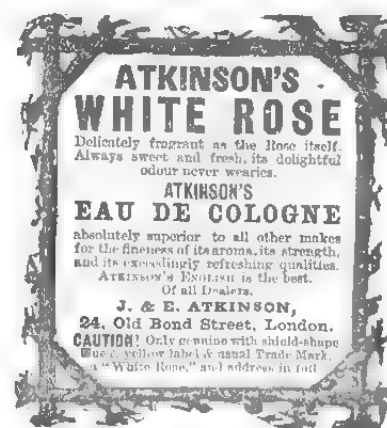 ATKINSON'S
WHITE ROSE
Delicately fragrant as the Rose itself.
Always sweet and fresh, its delightful
odour never wearies.
ATKINSON'S
EAU DE COLOGNE
absolutely superior to all other makes
for the fineness of its aroma, its strength,
and its exceedingly refreshing qualities.
ATKINSON'S ENGLISH is the best.
Of all Dealers.
J. & E. ATKINSON,
24, Old Bond Street, London.
CAUTION! Only genuine with shield-shape
yellow label & usual Trade Mark,
"White Rose," and address in full